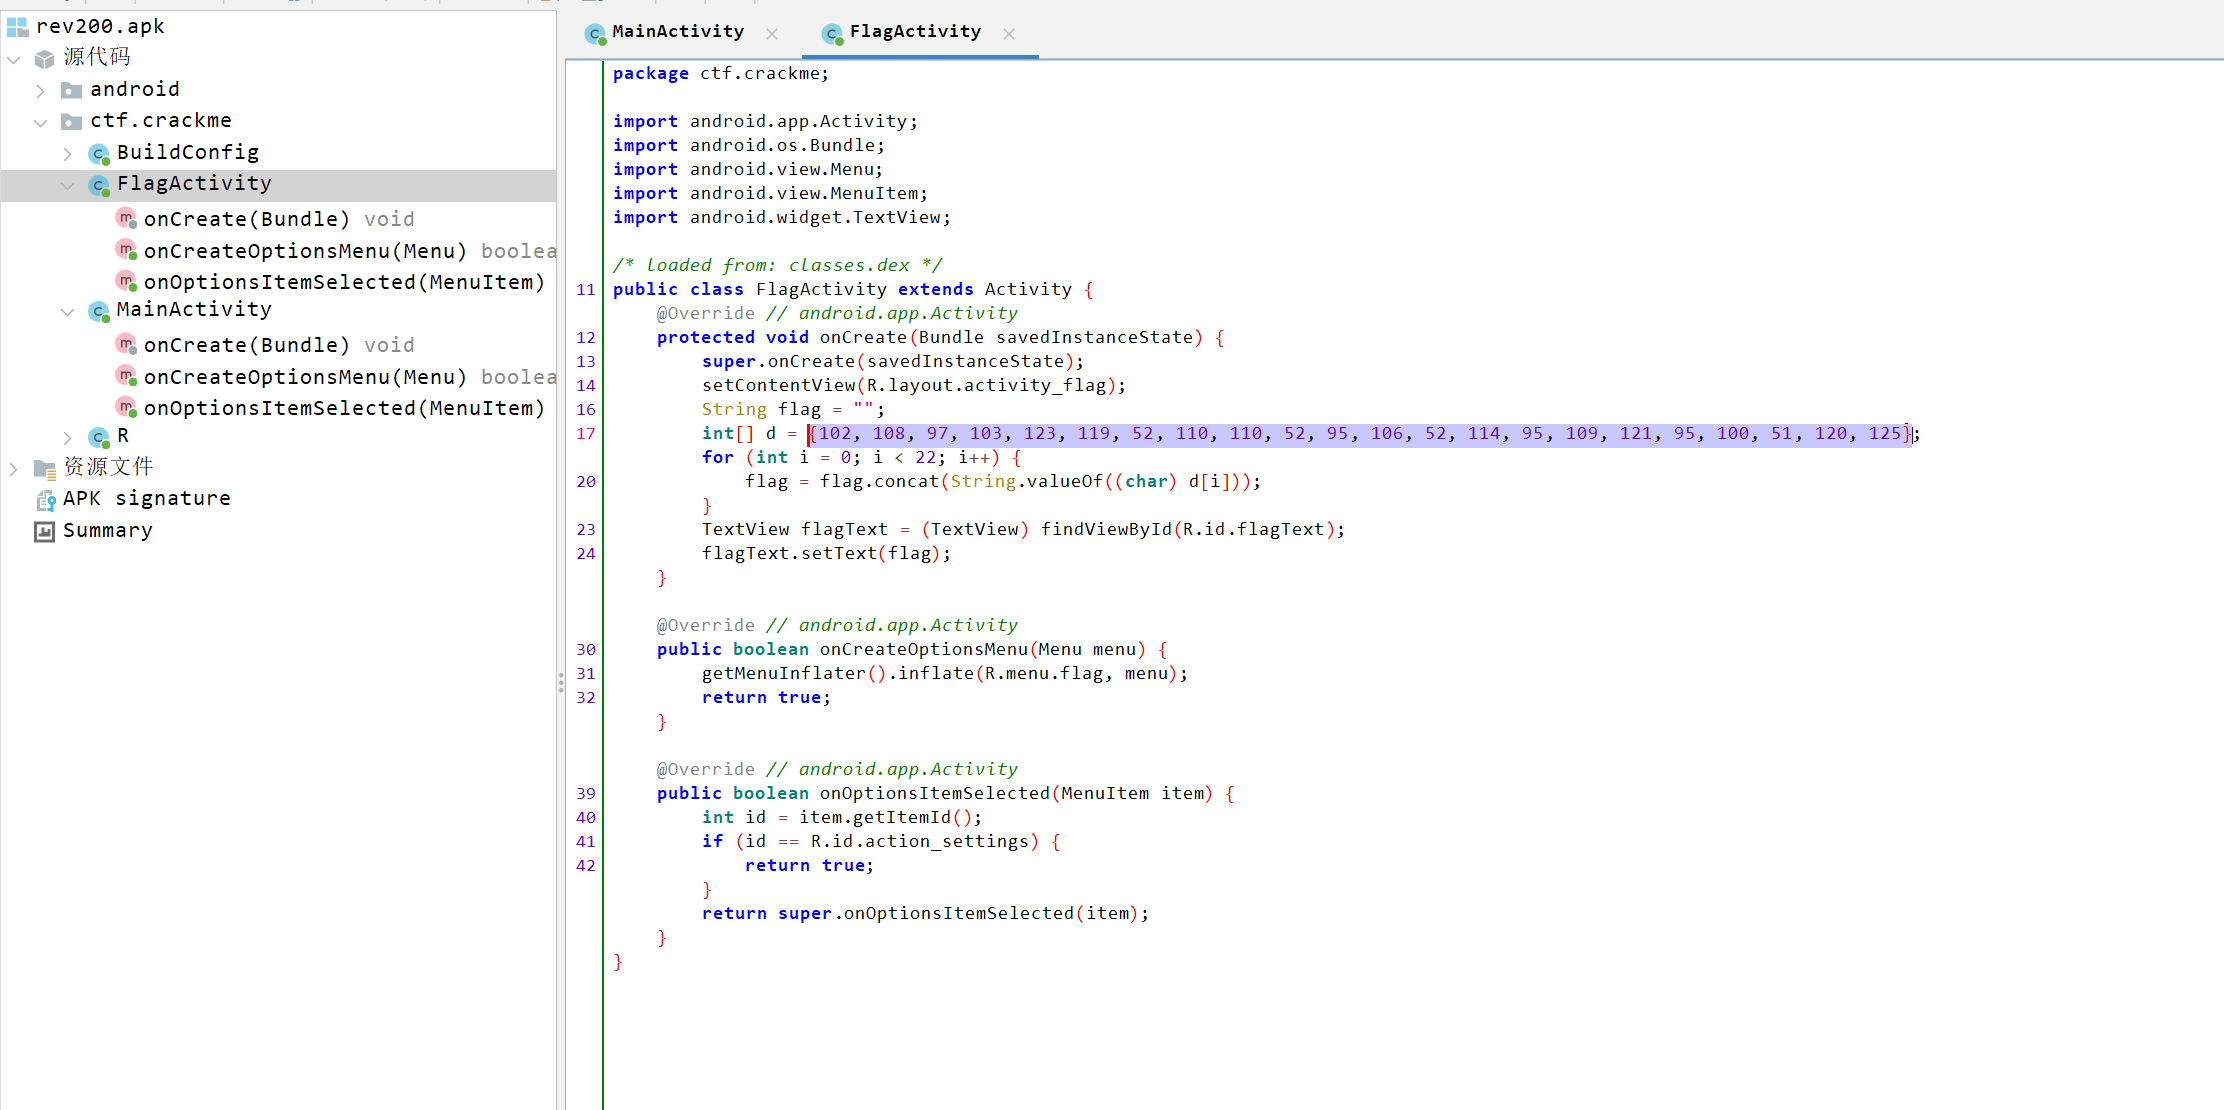 rev200.apk
源代码
android
ctf.crackme
BuildConfig
FlagActivity
onCreate(Bundle) void
onCreateOptionsMenu(Menu) boolea
onOptionsItemSelected(MenuItem)
MainActivity
onCreate(Bundle) void
onCreateOptionsMenu(Menu) boolea
onOptionsItemSelected(MenuItem)
R
资源文件
APK signature
Summary
MainActivity × FlagActivity ×
package ctf.crackme;
import android.app.Activity;
import android.os.Bundle;
import android.view.Menu;
import android.view.MenuItem;
import android.widget.TextView;
/* loaded from: classes.dex */
11 public class FlagActivity extends Activity {
@Override // android.app.Activity
12 protected void onCreate(Bundle savedInstanceState) {
13 super.onCreate(savedInstanceState);
14 setContentView(R.layout.activity_flag);
16 String flag = "";
17 int[] d = {102, 108, 97, 103, 123, 119, 52, 110, 110, 52, 95, 106, 52, 114, 95, 109, 121, 95, 100, 51, 120, 125};
for (int i = 0; i < 22; i++) {
20 flag = flag.concat(String.valueOf((char) d[i]));
}
23 TextView flagText = (TextView) findViewById(R.id.flagText);
24 flagText.setText(flag);
}
@Override // android.app.Activity
30 public boolean onCreateOptionsMenu(Menu menu) {
31 getMenuInflater().inflate(R.menu.flag, menu);
32 return true;
}
@Override // android.app.Activity
39 public boolean onOptionsItemSelected(MenuItem item) {
40 int id = item.getItemId();
41 if (id == R.id.action_settings) {
42 return true;
}
return super.onOptionsItemSelected(item);
}
}